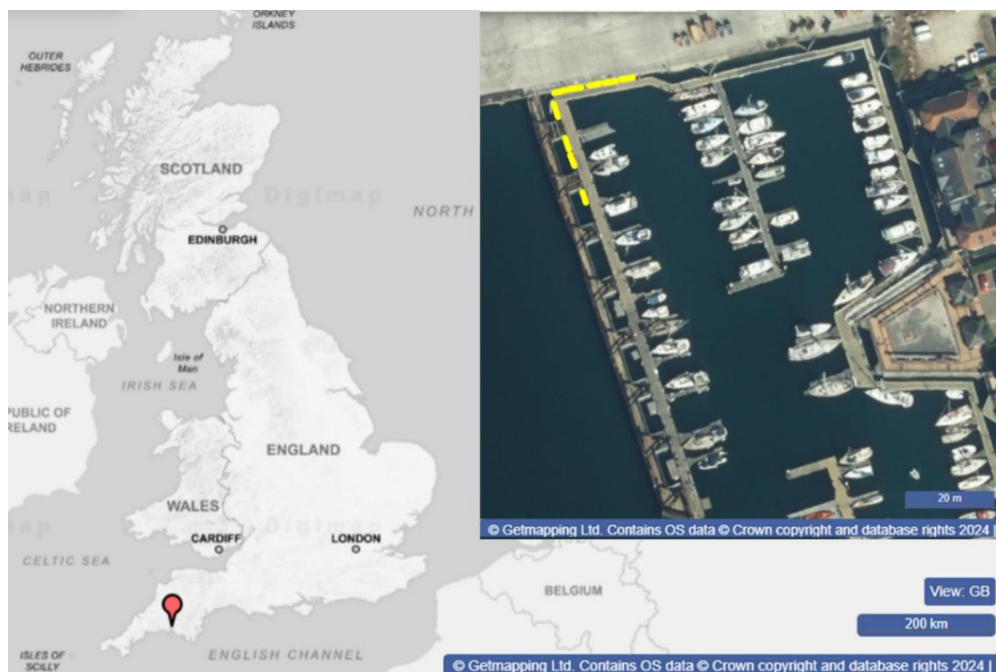 ORKNEY
ISLANDS
OUTER
HEBRIDES
SCOTLAND
Digimap
NORTH
EDINBURGH
NORTHERN
IRELAND
Isle of
Man
IRISH SEA
PUBLIC OF
RELAND
ENGLAND
WALES
CARDIFF
LONDON
CELTIC SEA
BELGIUM
ISLES OF
SCILLY
ENGLISH CHANNEL
20 m
© Getmapping Ltd. Contains OS data © Crown copyright and database rights 2024 |
View: GB
200 km
© Getmapping Ltd. Contains OS data © Crown copyright and database rights 2024 |